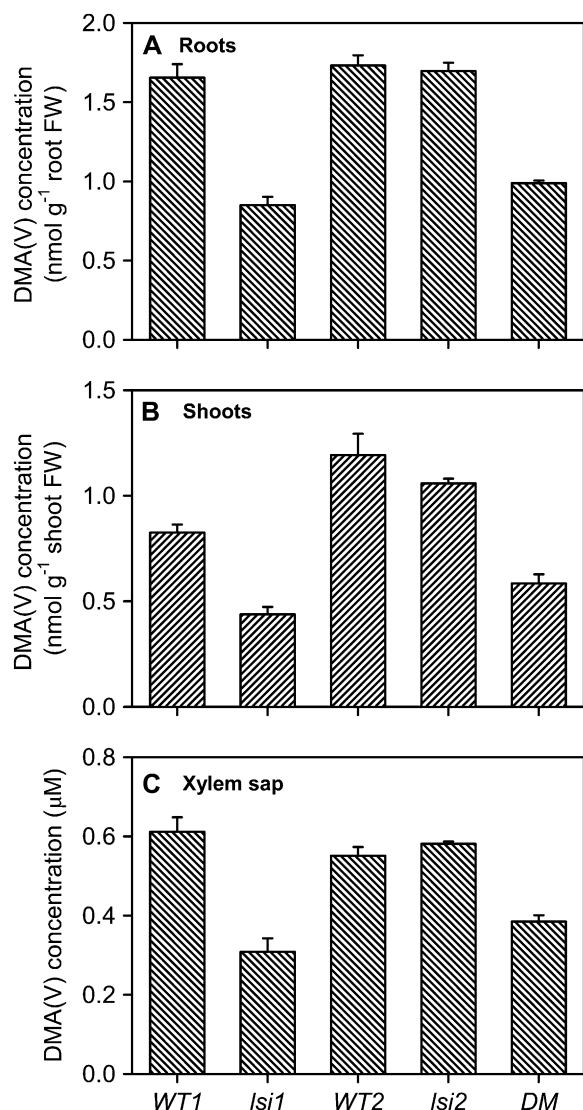 A Roots
DMA(V) concentration
(nmol g⁻¹ root FW)
2.0
1.5
1.0
0.5
0.0
B Shoots
DMA(V) concentration
(nmol g⁻¹ shoot FW)
1.5
1.0
0.5
0.0
C Xylem sap
DMA(V) concentration (μM)
0.8
0.6
0.4
0.2
0.0
WT1 lsi1 WT2 lsi2 DM